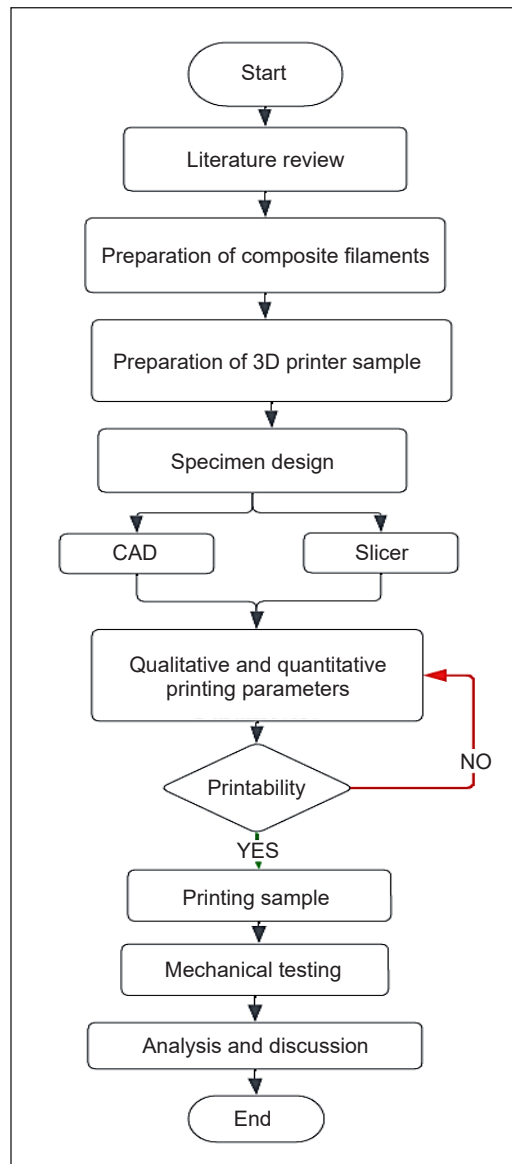 Start
Literature review
Preparation of composite filaments
Preparation of 3D printer sample
Specimen design
CAD
Slicer
Qualitative and quantitative
printing parameters
Printability
NO
YES
Printing sample
Mechanical testing
Analysis and discussion
End